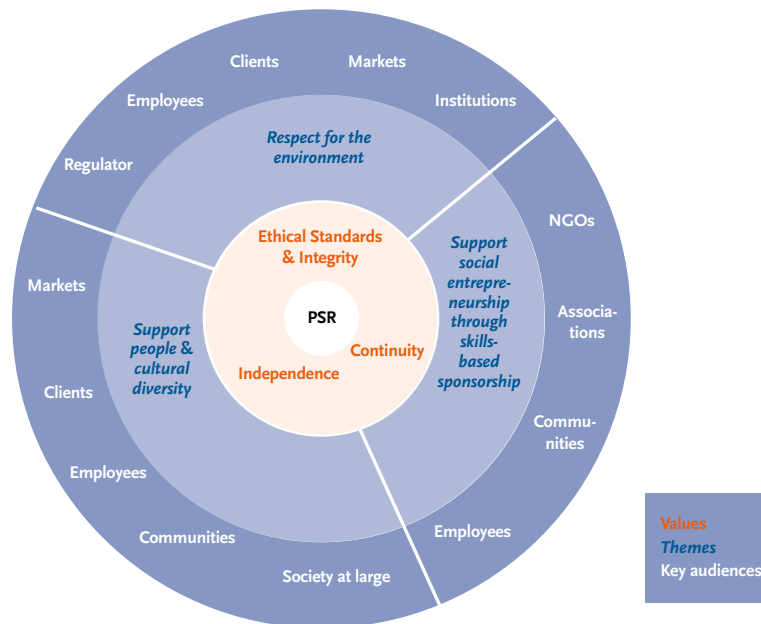 Clients
Markets
Employees
Institutions
Regulator
Respect for the
environment
NGOs
Associa-
tions
Commu-
nities
Employees
Support
social
entrepre-
neurship
through
skills-
based
sponsorship
Markets
Clients
Employees
Communities
Society at large
Support
people &
cultural
diversity
Ethical Standards
& Integrity
PSR
Continuity
Independence
Values
Themes
Key audiences